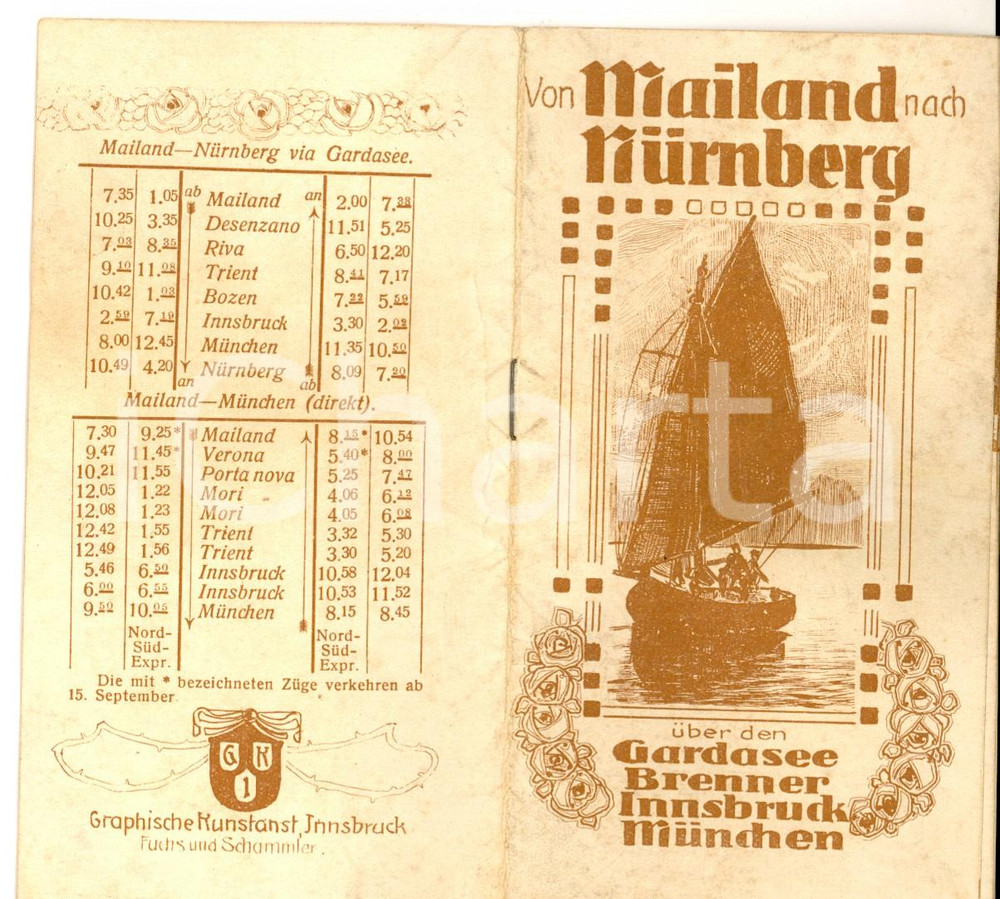 Mailand—Nürnberg via Gardasee.
7.35 1.05 ab Mailand an 2.00 7.38
10.25 3.35 Desenzano 11.51 5.25
7.03 8.35 Riva 6.50 12.20
9.10 11.08 Trient 8.41 7.17
10.42 1.03 Bozen 7.22 5.59
2.59 7.19 Innsbruck 3.30 2.02
8.00 12.45 München 11.35 10.50
10.49 4.20 an Nürnberg ab 8.09 7.20
Mailand—München (direkt).
7.30 9.25* Mailand 8.15* 10.54
9.47 11.45* Verona 5.40* 8.00
10.21 11.55 Porta nova 5.25 7.47
12.05 1.22 Mori 4.06 6.12
12.08 1.23 Mori 4.05 6.08
12.42 1.55 Trient 3.32 5.30
12.49 1.56 Trient 3.30 5.20
5.46 6.50 Innsbruck 10.58 12.04
6.00 6.55 Innsbruck 10.53 11.52
9.50 10.05 München 8.15 8.45
Nord- Nord-
Süd- Süd-
Expr. Expr.
Die mit * bezeichneten Züge verkehren ab
15. September.
G K
1
Graphische Kunstanst, Innsbruck
Fuchs und Schammler.
Von Mailand nach
Nürnberg
über den
Gardasee
Brenner
Innsbruck
München
Charta